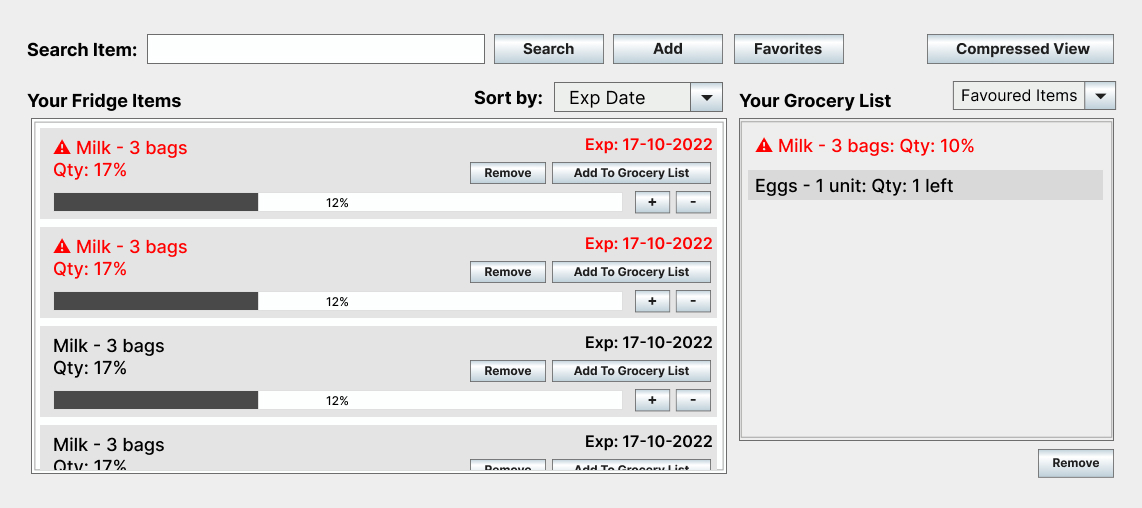 Search Item:
Search
Add
Favorites
Compressed View
Your Fridge Items
Sort by:
Exp Date
Your Grocery List
Favoured Items
Milk - 3 bags
Exp: 17-10-2022
Qty: 17%
Remove
Add To Grocery List
12%
+
-
Milk - 3 bags
Exp: 17-10-2022
Qty: 17%
Remove
Add To Grocery List
12%
+
-
Milk - 3 bags
Exp: 17-10-2022
Qty: 17%
Remove
Add To Grocery List
12%
+
-
Milk - 3 bags
Exp: 17-10-2022
Qty: 17%
Remove
Add To Grocery List
Milk - 3 bags: Qty: 10%
Eggs - 1 unit: Qty: 1 left
Remove